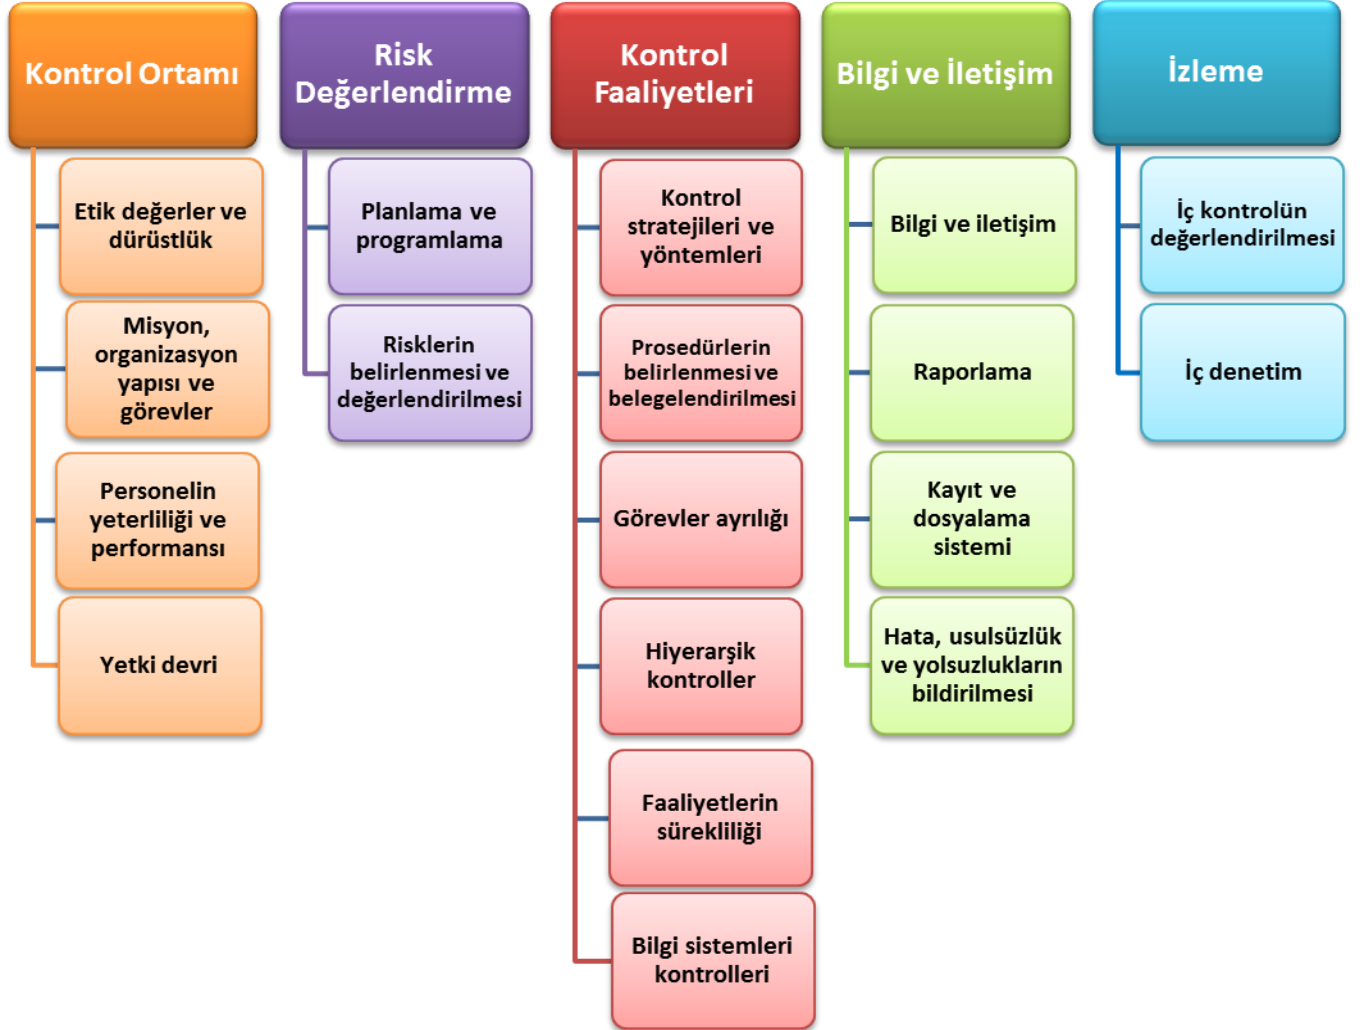 Kontrol Ortamı
Etik değerler ve
dürüstlük
Misyon,
organizasyon
yapısı ve
görevler
Personelin
yeterliliği ve
performansı
Yetki devri
Risk
Değerlendirme
Planlama ve
programlama
Risklerin
belirlenmesi ve
değerlendirilmesi
Kontrol
Faaliyetleri
Kontrol
stratejileri ve
yöntemleri
Prosedürlerin
belirlenmesi ve
belegelendirilmesi
Görevler ayrılığı
Hiyerarşik
kontroller
Faaliyetlerin
sürekliliği
Bilgi sistemleri
kontrolleri
Bilgi ve İletişim
Bilgi ve iletişim
Raporlama
Kayıt ve
dosyalama
sistemi
Hata, usulsüzlük
ve yolsuzlukların
bildirilmesi
İzleme
İç kontrolün
değerlendirilmesi
İç denetim